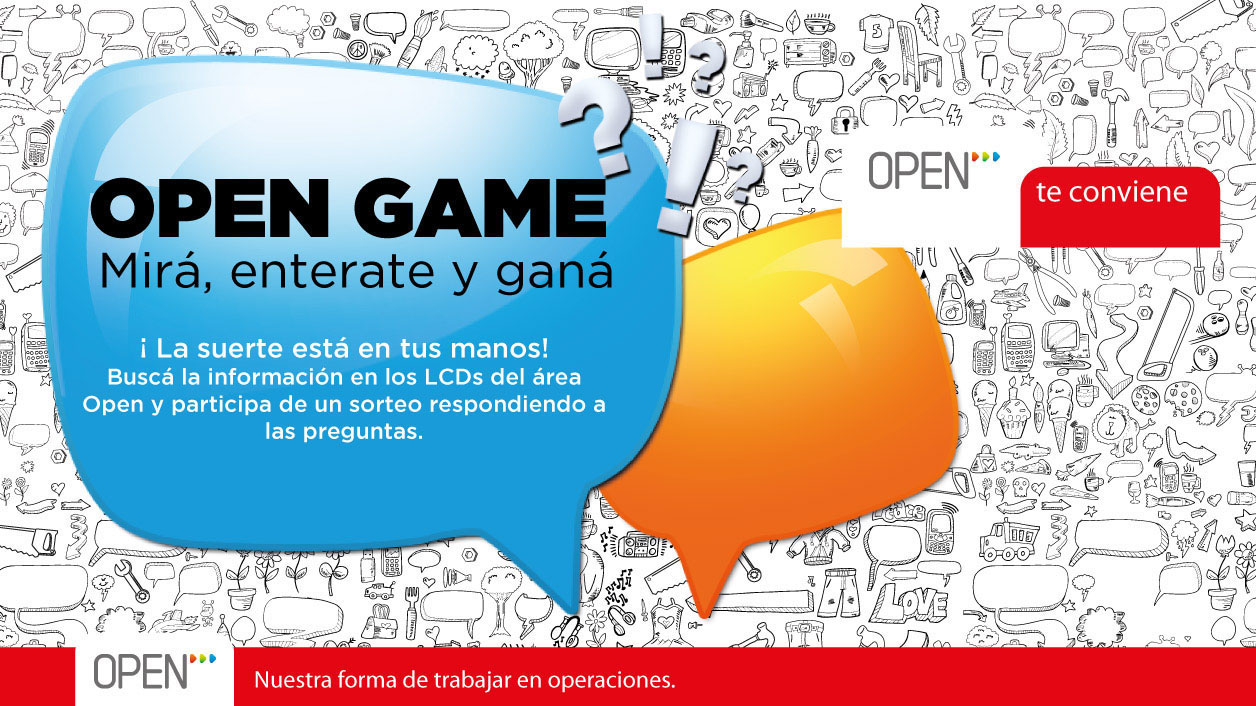 OPEN GAME
Mirá, enterate y ganá
¡ La suerte está en tus manos!
Buscá la información en los LCDs del área
Open y participa de un sorteo respondiendo a
las preguntas.
? ! ? ! ?
OPEN
te conviene
LOVE
OPEN
Nuestra forma de trabajar en operaciones.